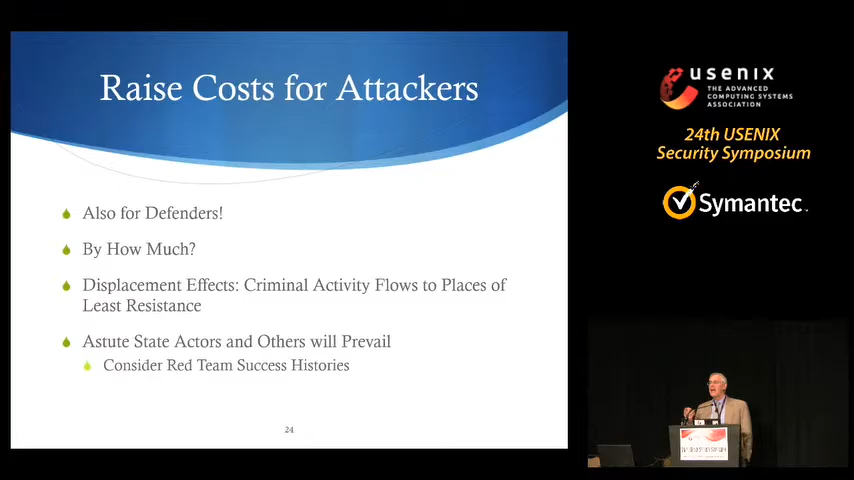 Raise Costs for Attackers
Also for Defenders!
By How Much?
Displacement Effects: Criminal Activity Flows to Places of
Least Resistance
Astute State Actors and Others will Prevail
Consider Red Team Success Histories
24
usenix
THE ADVANCED
COMPUTING SYSTEMS
ASSOCIATION
24th USENIX
Security Symposium
Symantec.